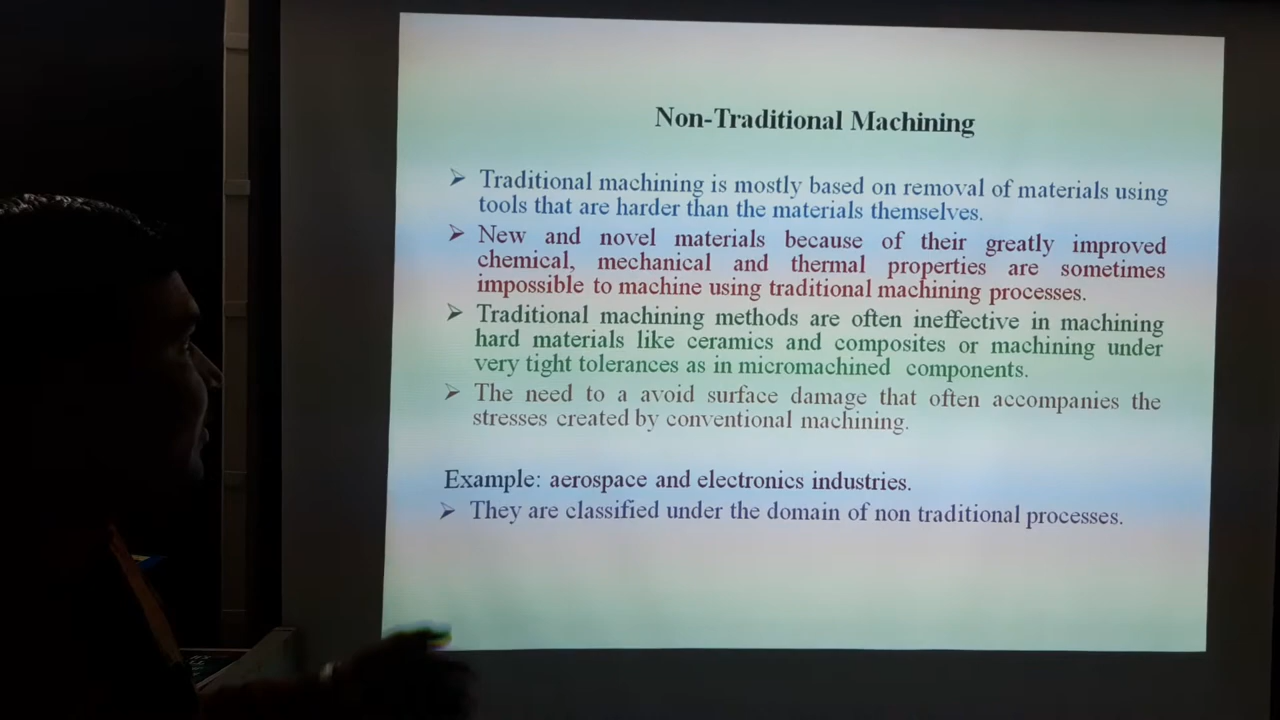 Non-Traditional Machining
➢ Traditional machining is mostly based on removal of materials using
tools that are harder than the materials themselves.
➢ New and novel materials because of their greatly improved
chemical, mechanical and thermal properties are sometimes
impossible to machine using traditional machining processes.
➢ Traditional machining methods are often ineffective in machining
hard materials like ceramics and composites or machining under
very tight tolerances as in micromachined components.
➢ The need to a avoid surface damage that often accompanies the
stresses created by conventional machining.
Example: aerospace and electronics industries.
➢ They are classified under the domain of non traditional processes.